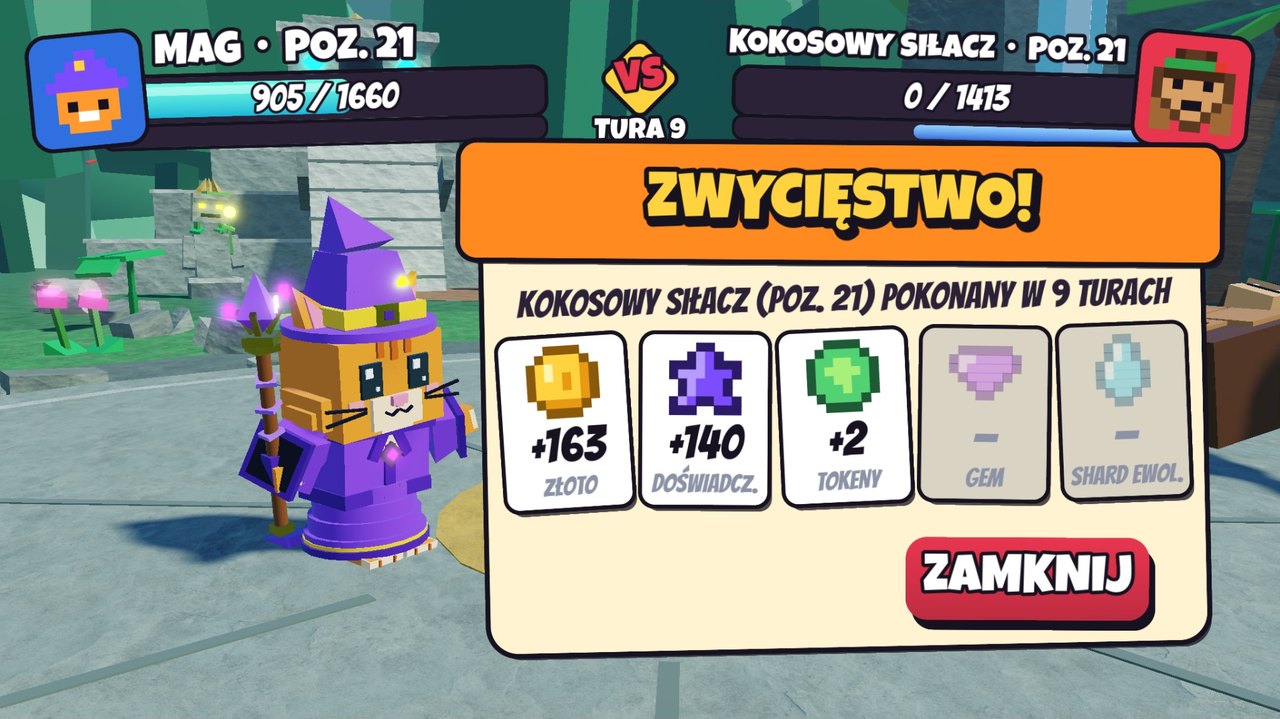 MAG • POZ. 21
905 / 1660
VS
TURA 9
KOKOSOWY SIŁACZ • POZ. 21
0 / 1413
ZWYCIĘSTWO!
KOKOSOWY SIŁACZ (POZ. 21) POKONANY W 9 TURACH
+163
ZŁOTO
+140
DOŚWIADCZ.
+2
TOKENY
–
GEM
–
SHARD EWOL.
ZAMKNIJ